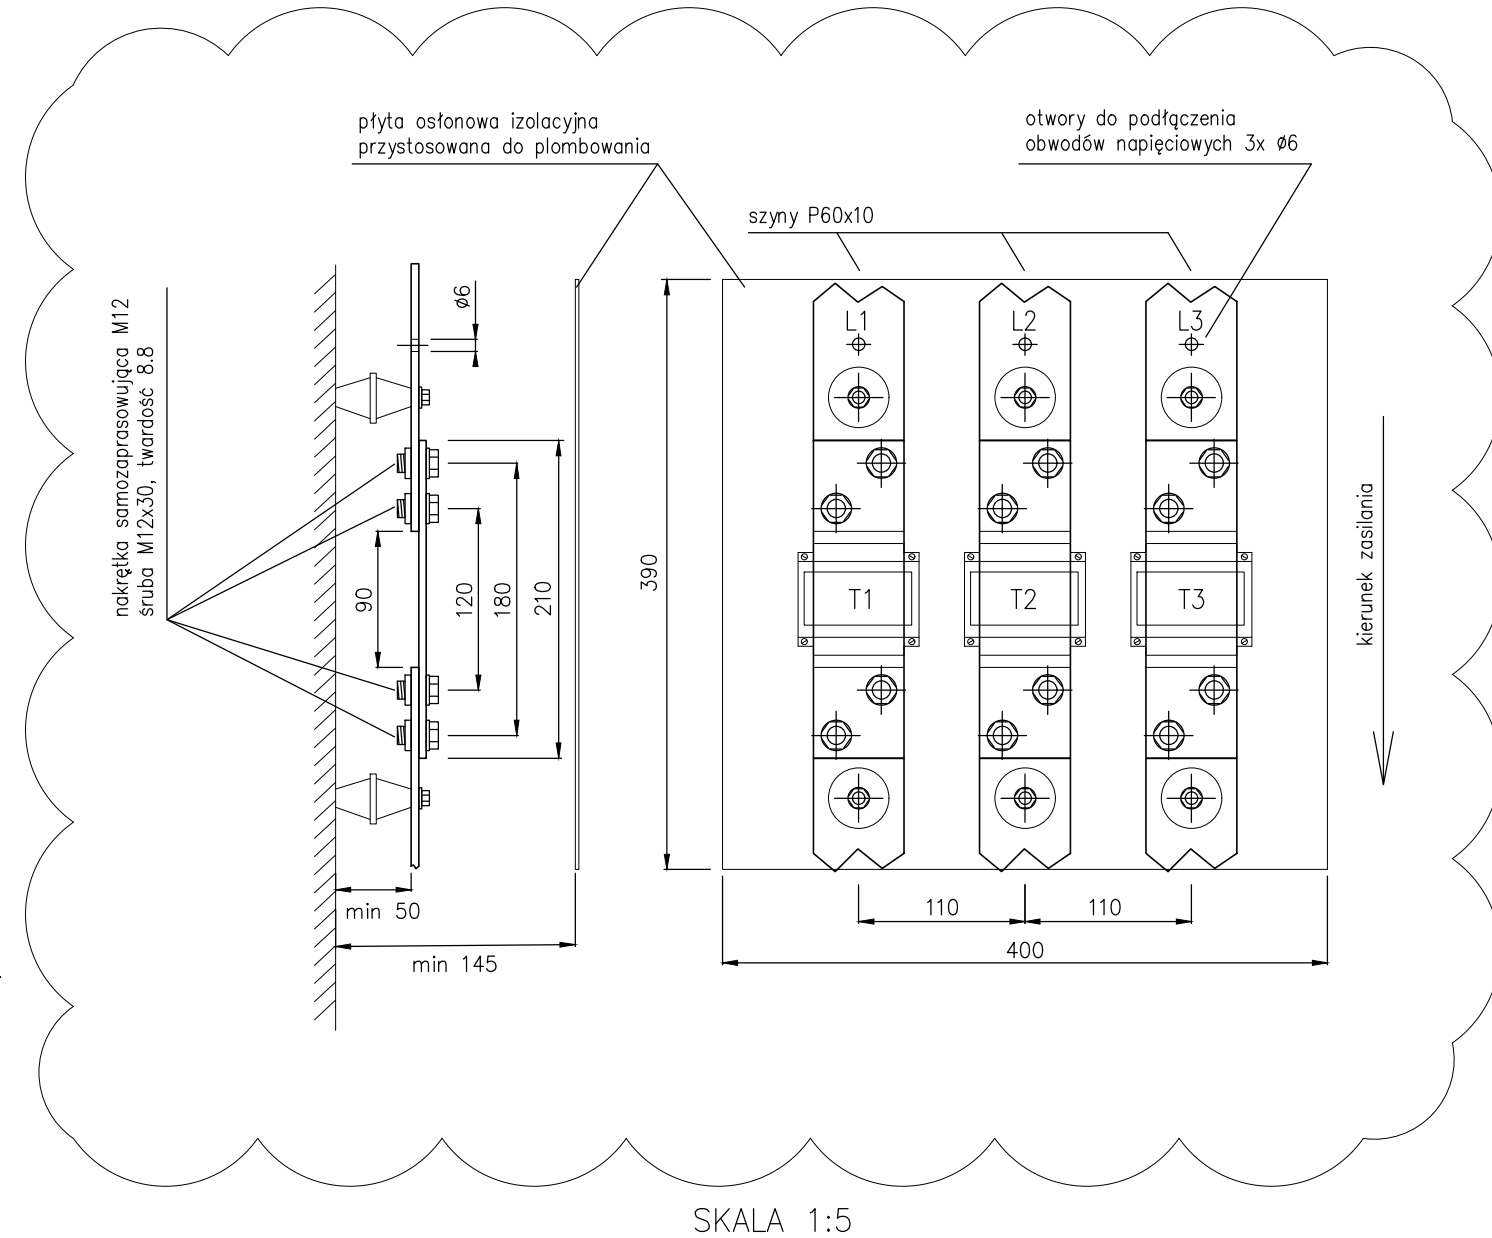 płyta osłonowa izolacyjna
przystosowana do plombowania
otwory do podłączenia
obwodów napięciowych 3x ø6
szyny P60x10
nakrętka samozaprasowująca M12
śruba M12x30, twardość 8.8
ø6
90
120
180
210
390
L1
L2
L3
T1
T2
T3
kierunek zasilania
min 50
min 145
110
110
400
SKALA 1:5